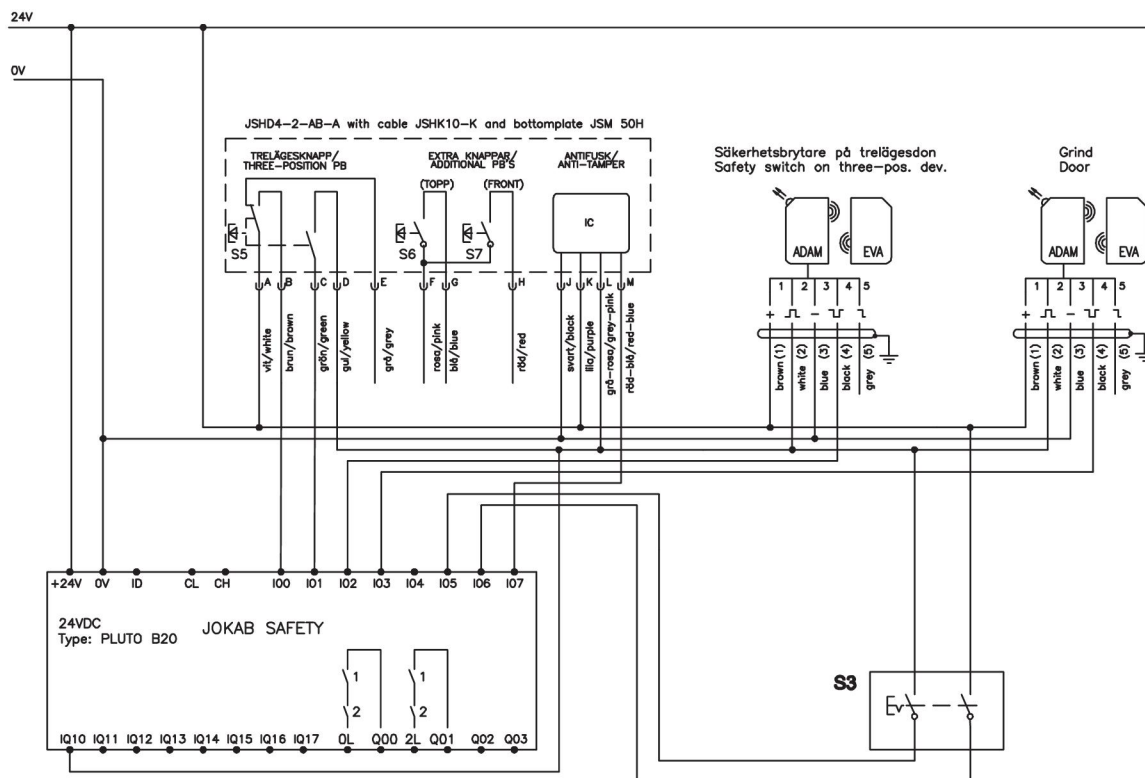 24V
0V
JSHD4-2-AB-A with cable JSHK10-K and bottomplate JSM 50H
TRELÄGESKNAPP/
THREE-POSITION PB
EXTRA KNAPPAR/
ADDITIONAL PB'S
ANTIFUSK/
ANTI-TAMPER
(TOPP) (FRONT)
IC
S5 S6 S7
A B C D E F G H J K L M
vit/white
brun/brown
grön/green
gul/yellow
grå/grey
rosa/pink
blå/blue
röd/red
svart/black
lila/purple
grå-rosa/grey-pink
röd-blå/red-blue
Säkerhetsbrytare på trelägesdon
Safety switch on three-pos. dev.
ADAM EVA
1 2 3 4 5
+ -
brown (1)
white (2)
blue (3)
black (4)
grey (5)
Grind
Door
ADAM EVA
1 2 3 4 5
+ -
brown (1)
white (2)
blue (3)
black (4)
grey (5)
+24V 0V ID CL CH I00 I01 I02 I03 I04 I05 I06 I07
24VDC
Type: PLUTO B20
JOKAB SAFETY
1 1
2 2
IQ10 IQ11 IQ12 IQ13 IQ14 IQ15 IQ16 IQ17 0L Q00 2L Q01 Q02 Q03
S3